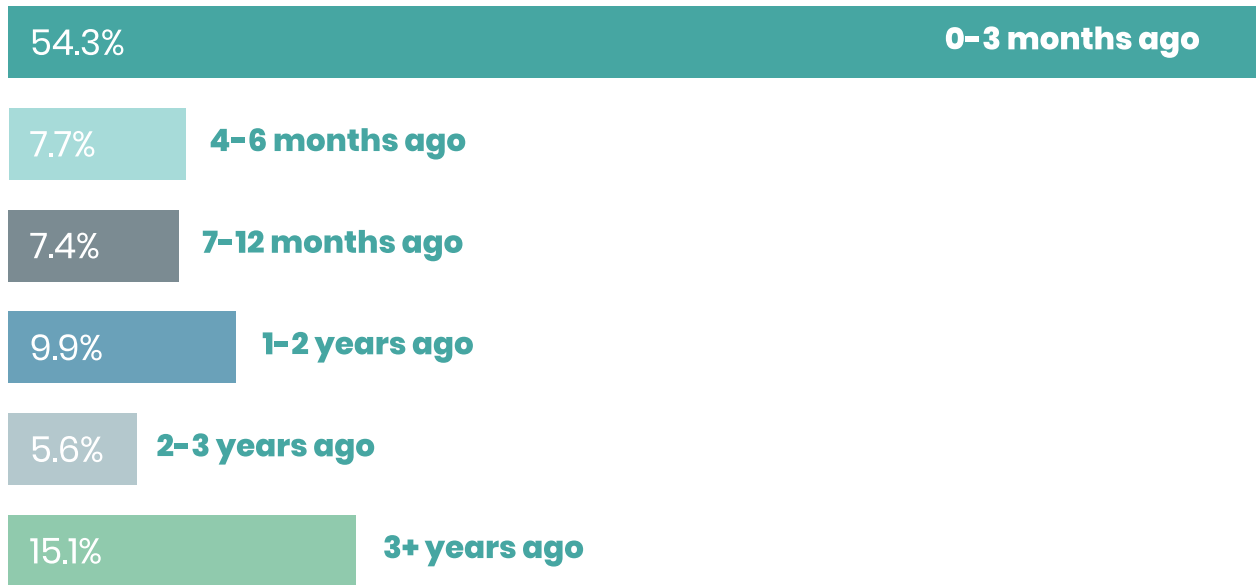 54.3% 0-3 months ago
7.7% 4-6 months ago
7.4% 7-12 months ago
9.9% 1-2 years ago
5.6% 2-3 years ago
15.1% 3+ years ago